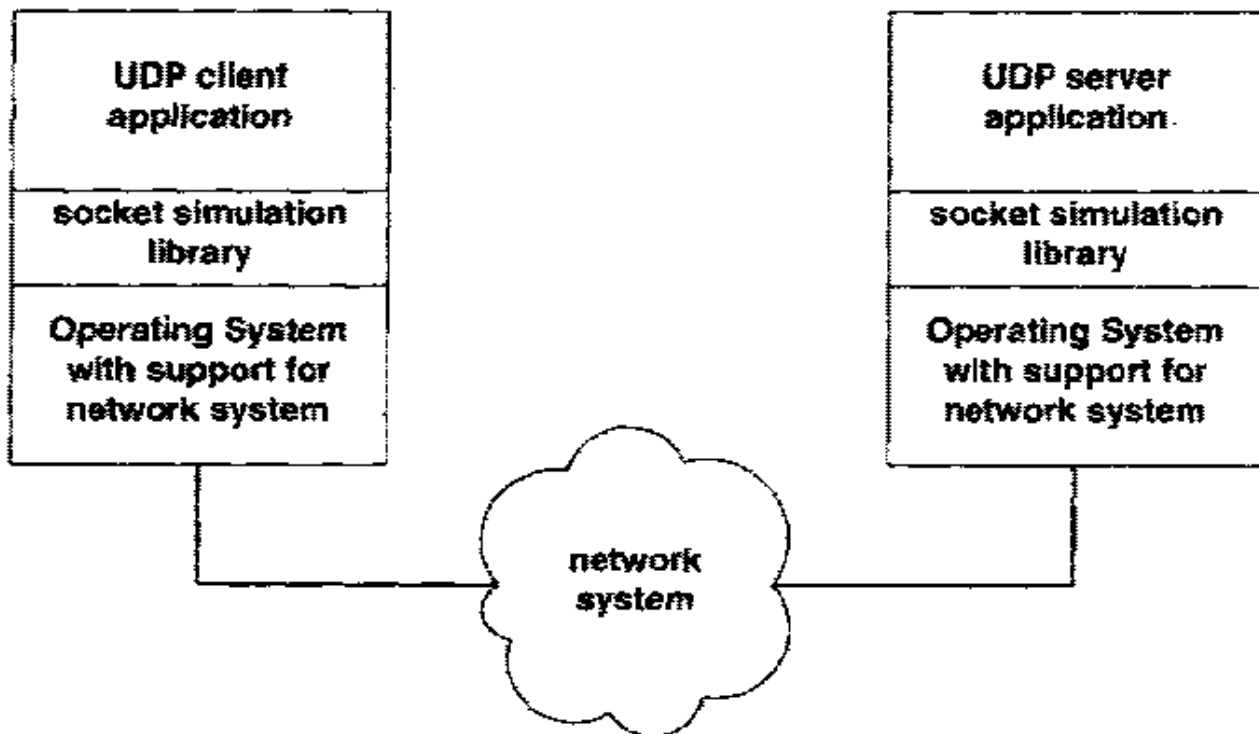 UDP client
application
socket simulation
library
Operating System
with support for
network system
UDP server
application
socket simulation
library
Operating System
with support for
network system
network
system